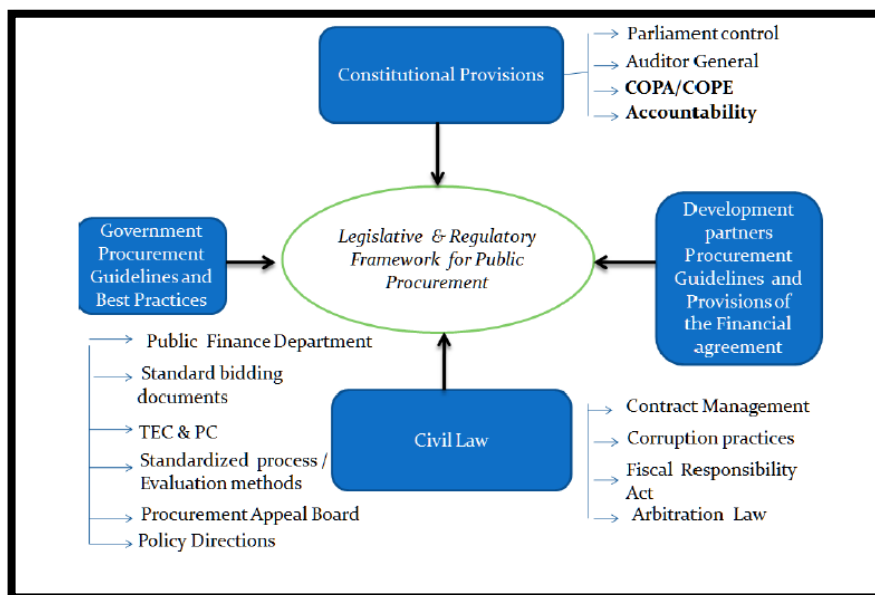 Constitutional Provisions
Parliament control
Auditor General
COPA/COPE
Accountability
Government
Procurement
Guidelines and
Best Practices
Legislative & Regulatory
Framework for Public
Procurement
Development
partners
Procurement
Guidelines and
Provisions of
the Financial
agreement
Public Finance Department
Standard bidding
documents
TEC & PC
Standardized process /
Evaluation methods
Procurement Appeal Board
Policy Directions
Civil Law
Contract Management
Corruption practices
Fiscal Responsibility
Act
Arbitration Law